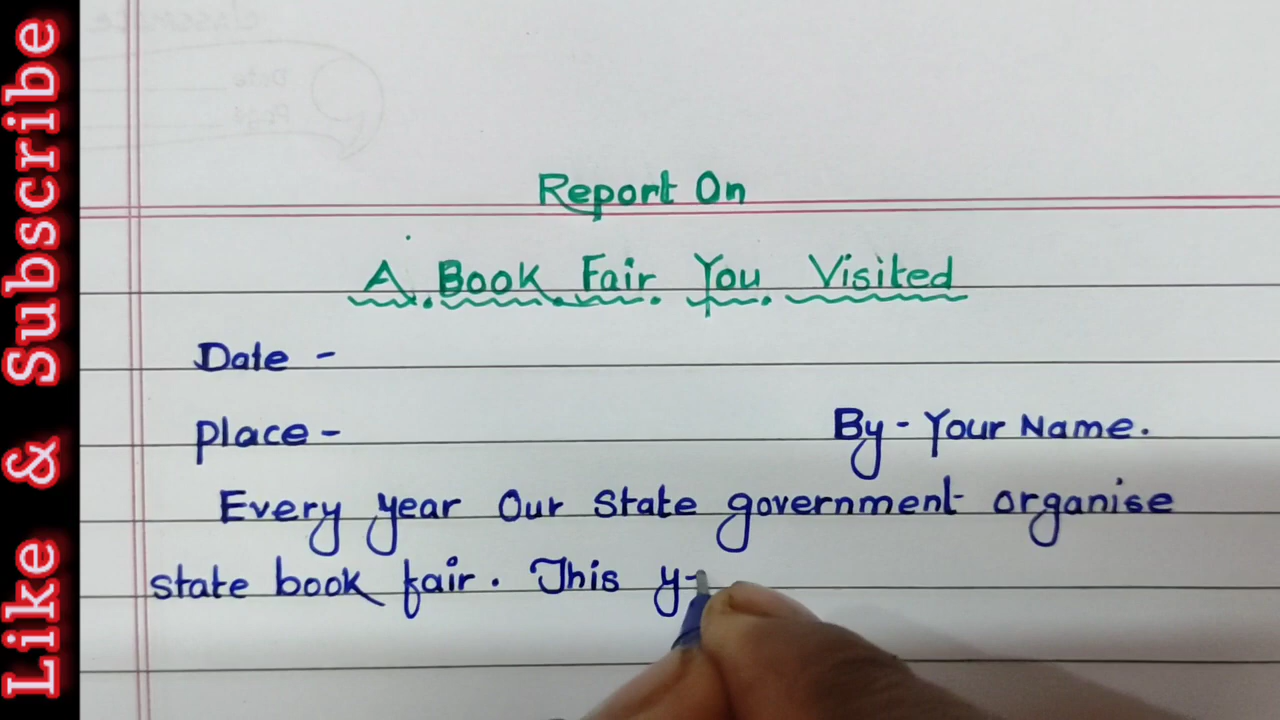 Like & Subscribe
Report On
A Book Fair You Visited
Date -
place -
By - Your Name.
Every year Our State government organise
state book fair. This y